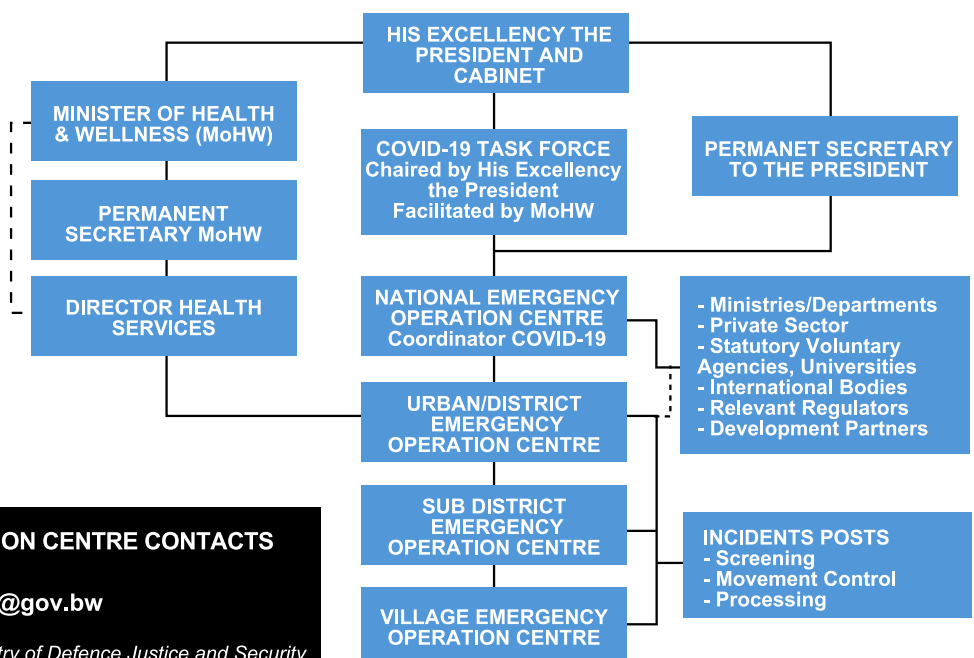 HIS EXCELLENCY THE
PRESIDENT AND
CABINET
MINISTER OF HEALTH
& WELLNESS (MoHW)
COVID-19 TASK FORCE
Chaired by His Excellency
the President
Facilitated by MoHW
PERMANET SECRETARY
TO THE PRESIDENT
PERMANENT
SECRETARY MoHW
DIRECTOR HEALTH
SERVICES
NATIONAL EMERGENCY
OPERATION CENTRE
Coordinator COVID-19
- Ministries/Departments
- Private Sector
- Statutory Voluntary
Agencies, Universities
- International Bodies
- Relevant Regulators
- Development Partners
URBAN/DISTRICT
EMERGENCY
OPERATION CENTRE
SUB DISTRICT
EMERGENCY
OPERATION CENTRE
INCIDENTS POSTS
- Screening
- Movement Control
- Processing
VILLAGE EMERGENCY
OPERATION CENTRE
ON CENTRE CONTACTS
@gov.bw
try of Defence Justice and Security